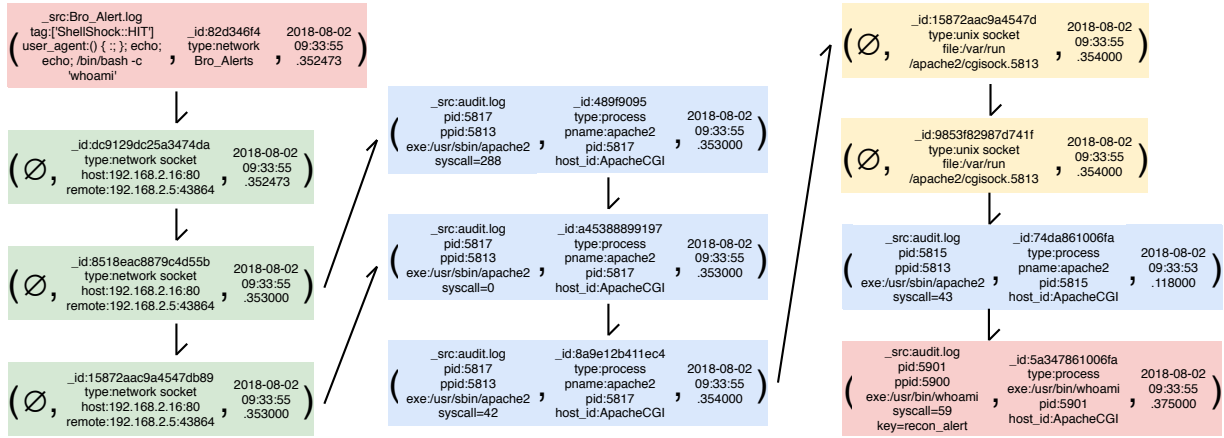 _src:Bro_Alert.log
tag:['ShellShock::HIT']
user_agent:() { :; }; echo;
echo; /bin/bash -c
'whoami'
_id:82d346f4
type:network
Bro_Alerts
2018-08-02
09:33:55
.352473
∅
_id:dc9129dc25a3474da
type:network socket
host:192.168.2.16:80
remote:192.168.2.5:43864
2018-08-02
09:33:55
.352473
∅
_id:8518eac8879c4d55b
type:network socket
host:192.168.2.16:80
remote:192.168.2.5:43864
2018-08-02
09:33:55
.353000
∅
_id:15872aac9a4547db89
type:network socket
host:192.168.2.16:80
remote:192.168.2.5:43864
2018-08-02
09:33:55
.353000
_src:audit.log
pid:5817
ppid:5813
exe:/usr/sbin/apache2
syscall=288
_id:489f9095
type:process
pname:apache2
pid:5817
host_id:ApacheCGI
2018-08-02
09:33:55
.353000
_src:audit.log
pid:5817
ppid:5813
exe:/usr/sbin/apache2
syscall=0
_id:a45388899197
type:process
pname:apache2
pid:5817
host_id:ApacheCGI
2018-08-02
09:33:55
.353000
_src:audit.log
pid:5817
ppid:5813
exe:/usr/sbin/apache2
syscall=42
_id:8a9e12b411ec4
type:process
pname:apache2
pid:5817
host_id:ApacheCGI
2018-08-02
09:33:55
.354000
∅
_id:15872aac9a4547d
type:unix socket
file:/var/run
/apache2/cgisock.5813
2018-08-02
09:33:55
.354000
∅
_id:9853f82987d741f
type:unix socket
file:/var/run
/apache2/cgisock.5813
2018-08-02
09:33:55
.354000
_src:audit.log
pid:5815
ppid:5813
exe:/usr/sbin/apache2
syscall=43
_id:74da861006fa
type:process
pname:apache2
pid:5815
host_id:ApacheCGI
2018-08-02
09:33:53
.118000
_src:audit.log
pid:5901
ppid:5900
exe:/usr/bin/whoami
syscall=59
key=recon_alert
_id:5a347861006fa
type:process
exe:/usr/bin/whoami
pid:5901
host_id:ApacheCGI
2018-08-02
09:33:55
.375000